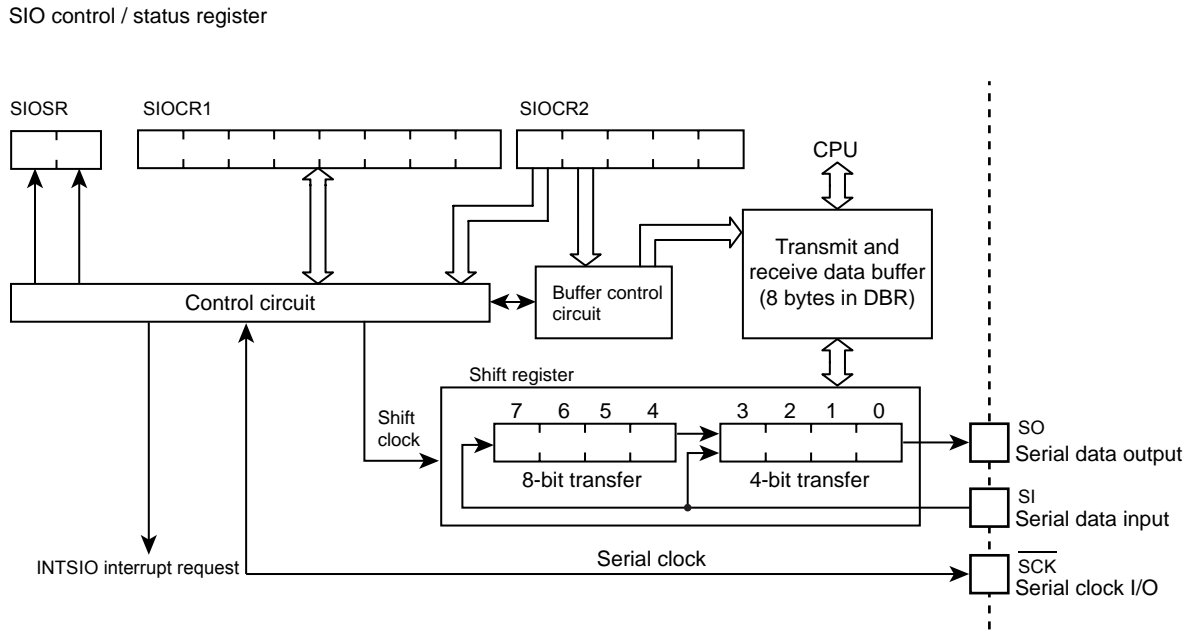 SIO control / status register
SIOSR
SIOCR1
SIOCR2
CPU
Transmit and
receive data buffer
(8 bytes in DBR)
Control circuit
Buffer control
circuit
Shift register
7 6 5 4 3 2 1 0
Shift
clock
8-bit transfer
4-bit transfer
SO
Serial data output
SI
Serial data input
INTSIO interrupt request
Serial clock
SCK
Serial clock I/O